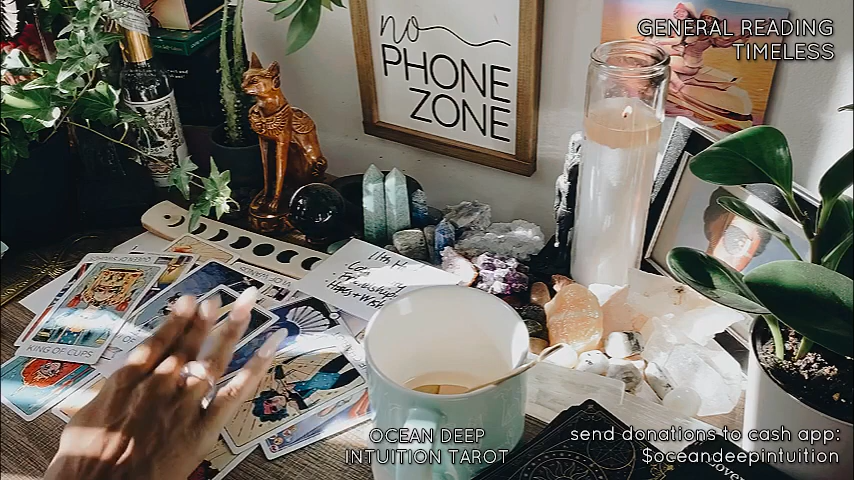 GENERAL READING
TIMELESS
no
PHONE
ZONE
KING OF CUPS
OCEAN DEEP
INTUITION TAROT
send donations to cash app:
$oceandeepintuition